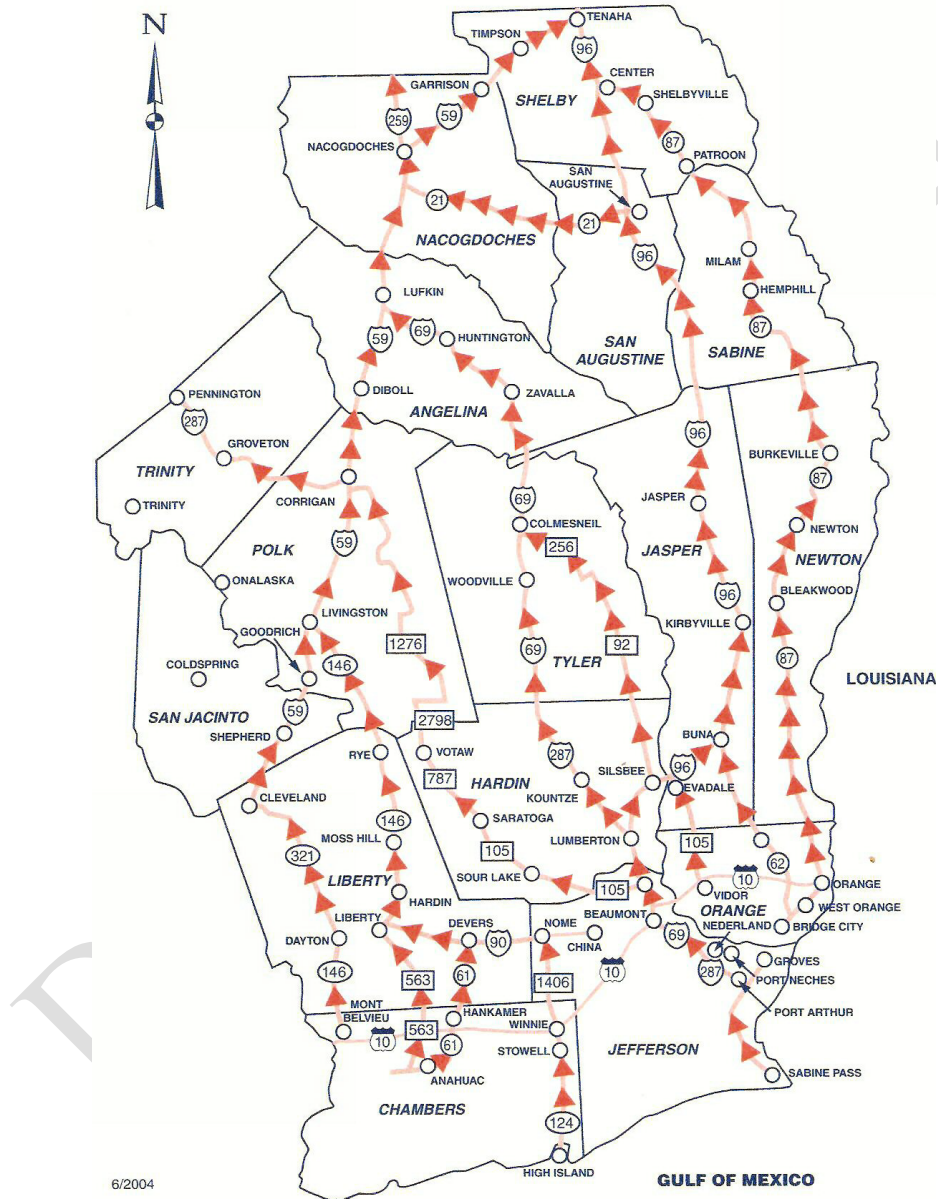 N
TENAHA
TIMPSON
96
CENTER
GARRISON
SHELBY
SHELBYVILLE
259
59
87
NACOGDOCHES
PATROON
SAN
AUGUSTINE
21
21
NACOGDOCHES
96
MILAM
HEMPHILL
LUFKIN
69
59
HUNTINGTON
87
SAN
AUGUSTINE
SABINE
DIBOLL
ZAVALLA
PENNINGTON
ANGELINA
287
96
GROVETON
BURKEVILLE
TRINITY
87
CORRIGAN
69
JASPER
TRINITY
COLMESNEIL
NEWTON
59
256
JASPER
POLK
NEWTON
ONALASKA
WOODVILLE
BLEAKWOOD
96
LIVINGSTON
KIRBYVILLE
GOODRICH
1276
92
69
146
87
TYLER
COLDSPRING
LOUISIANA
59
SAN JACINTO
2798
SHEPHERD
BUNA
RYE
VOTAW
287
96
787
HARDIN
SILSBEE
EVADALE
CLEVELAND
KOUNTZE
146
SARATOGA
MOSS HILL
LUMBERTON
105
321
105
62
SOUR LAKE
10
LIBERTY
105
VIDOR
ORANGE
HARDIN
WEST ORANGE
ORANGE
LIBERTY
DEVERS
NOME
BEAUMONT
NEDERLAND
BRIDGE CITY
DAYTON
90
CHINA
69
GROVES
146
563
61
1406
10
287
PORT NECHES
MONT
BELVIEU
HANKAMER
PORT ARTHUR
563
WINNIE
10
61
STOWELL
JEFFERSON
ANAHUAC
SABINE PASS
CHAMBERS
124
HIGH ISLAND
6/2004
GULF OF MEXICO